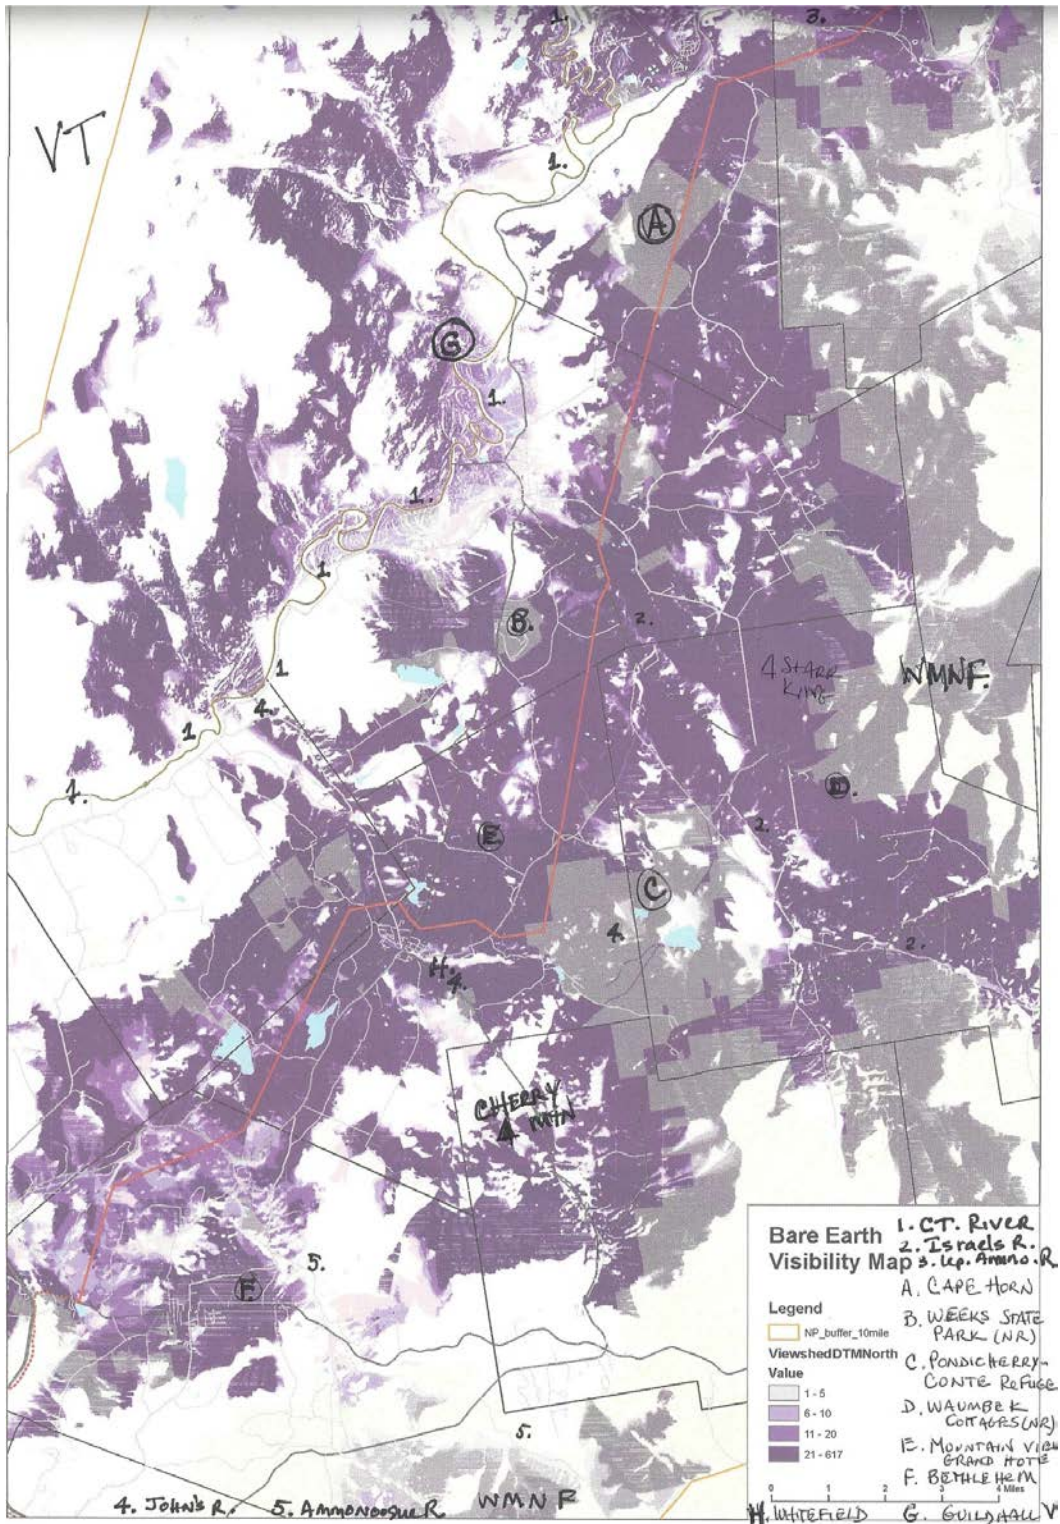 1.
3.
VT
1.
A
G
1.
1.
1
B.
2.
4 STARR
KING
WMNF.
1
4.
1
1.
D.
2.
E
C
4
2.
H.
4.
CHERRY
MTN
5.
F.
5.
WMNF
4. JOHN'S R.
5. AMMONOOSUC R.
Bare Earth
Visibility Map
Legend
NP_buffer_10mile
ViewshedDTMNorth
Value
1 - 5
6 - 10
11 - 20
21 - 617
0 1 2 3 4 Miles
1. CT. RIVER
2. Israels R.
3. Up. Ammo. R
A. CAPE HORN
B. WEEKS STATE
PARK (NR)
C. PONDICHERRY-
CONTE REFUGE
D. WAUMBEK
COTTAGES (NR)
E. MOUNTAIN VIEW
GRAND HOTE
F. BETHLEHEM
G. GUILDHALL V
H. WHITEFIELD